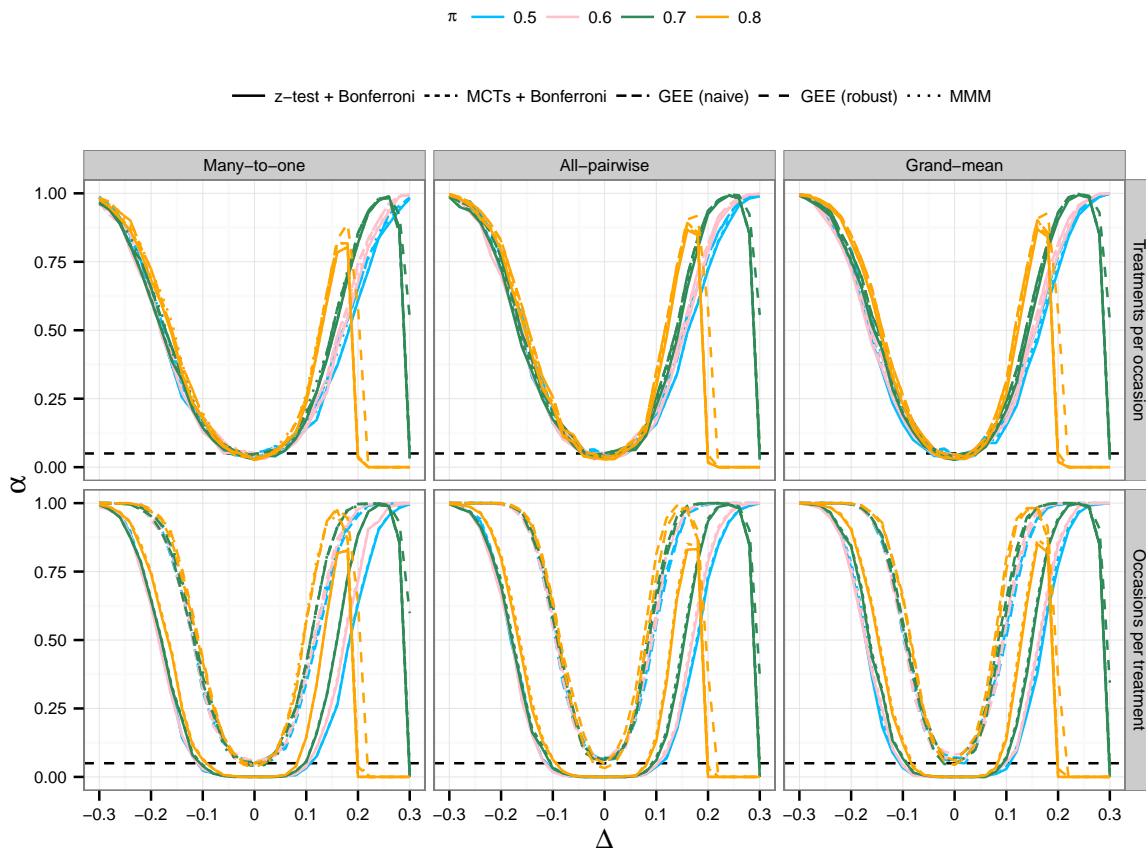 π 0.5 0.6 0.7 0.8
z−test + Bonferroni MCTs + Bonferroni GEE (naive) GEE (robust) MMM
Many−to−one All−pairwise Grand−mean
1.00
0.75
0.50
0.25
0.00
Treatments per occasion
α
1.00
0.75
0.50
0.25
0.00
Occasions per treatment
−0.3 −0.2 −0.1 0 0.1 0.2 0.3 −0.3 −0.2 −0.1 0 0.1 0.2 0.3 −0.3 −0.2 −0.1 0 0.1 0.2 0.3
Δ